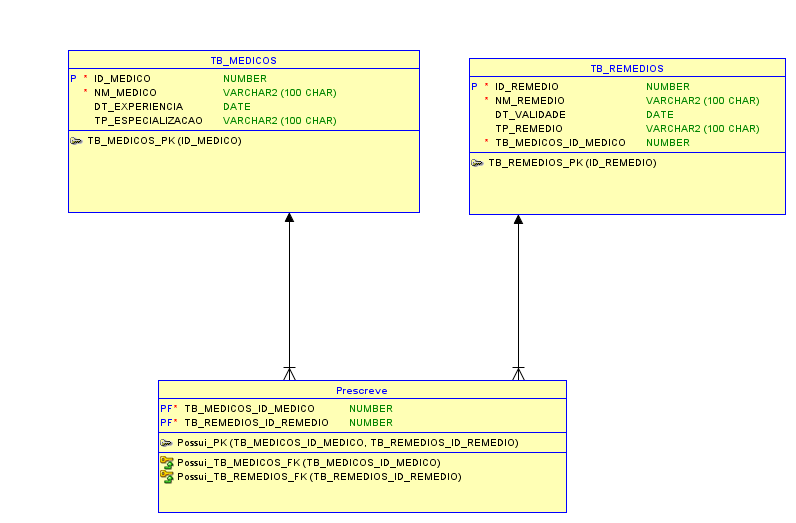 TB_MEDICOS
P * ID_MEDICO NUMBER
* NM_MEDICO VARCHAR2 (100 CHAR)
DT_EXPERIENCIA DATE
TP_ESPECIALIZACAO VARCHAR2 (100 CHAR)
TB_MEDICOS_PK (ID_MEDICO)
TB_REMEDIOS
P * ID_REMEDIO NUMBER
* NM_REMEDIO VARCHAR2 (100 CHAR)
DT_VALIDADE DATE
TP_REMEDIO VARCHAR2 (100 CHAR)
* TB_MEDICOS_ID_MEDICO NUMBER
TB_REMEDIOS_PK (ID_REMEDIO)
Prescreve
PF* TB_MEDICOS_ID_MEDICO NUMBER
PF* TB_REMEDIOS_ID_REMEDIO NUMBER
Possui_PK (TB_MEDICOS_ID_MEDICO, TB_REMEDIOS_ID_REMEDIO)
Possui_TB_MEDICOS_FK (TB_MEDICOS_ID_MEDICO)
Possui_TB_REMEDIOS_FK (TB_REMEDIOS_ID_REMEDIO)